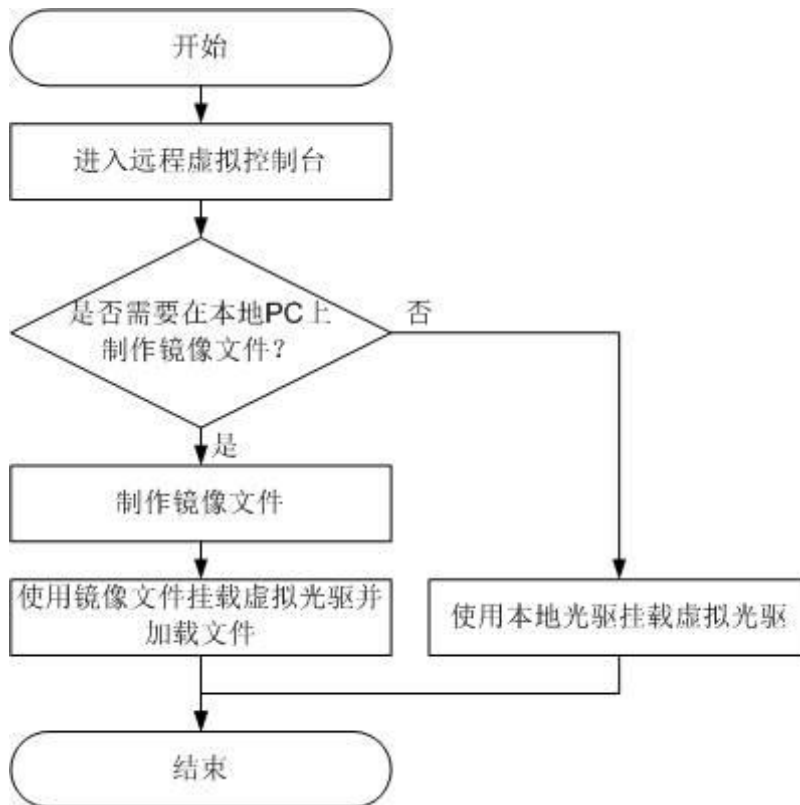 开始
进入远程虚拟控制台
是否需要在本地PC上
制作镜像文件？
否
是
制作镜像文件
使用镜像文件挂载虚拟光驱并
加载文件
使用本地光驱挂载虚拟光驱
结束